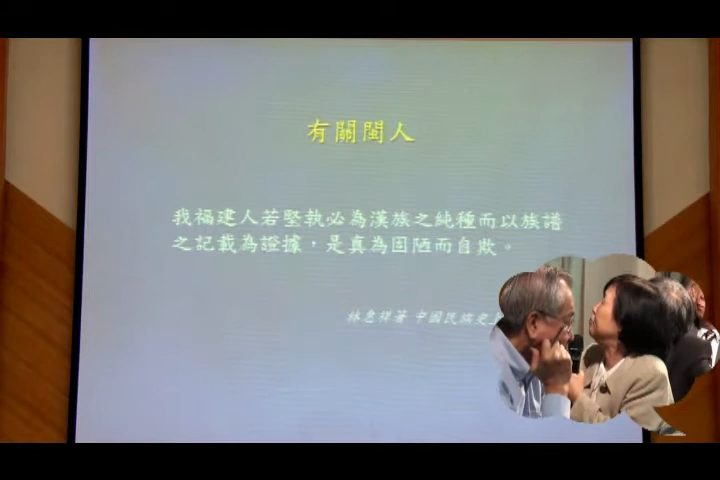 有關閩人
我福建人若堅執必為漢族之純種而以族譜
之記載為證據，是真為固陋而自欺。
林惠祥著 中國民族史